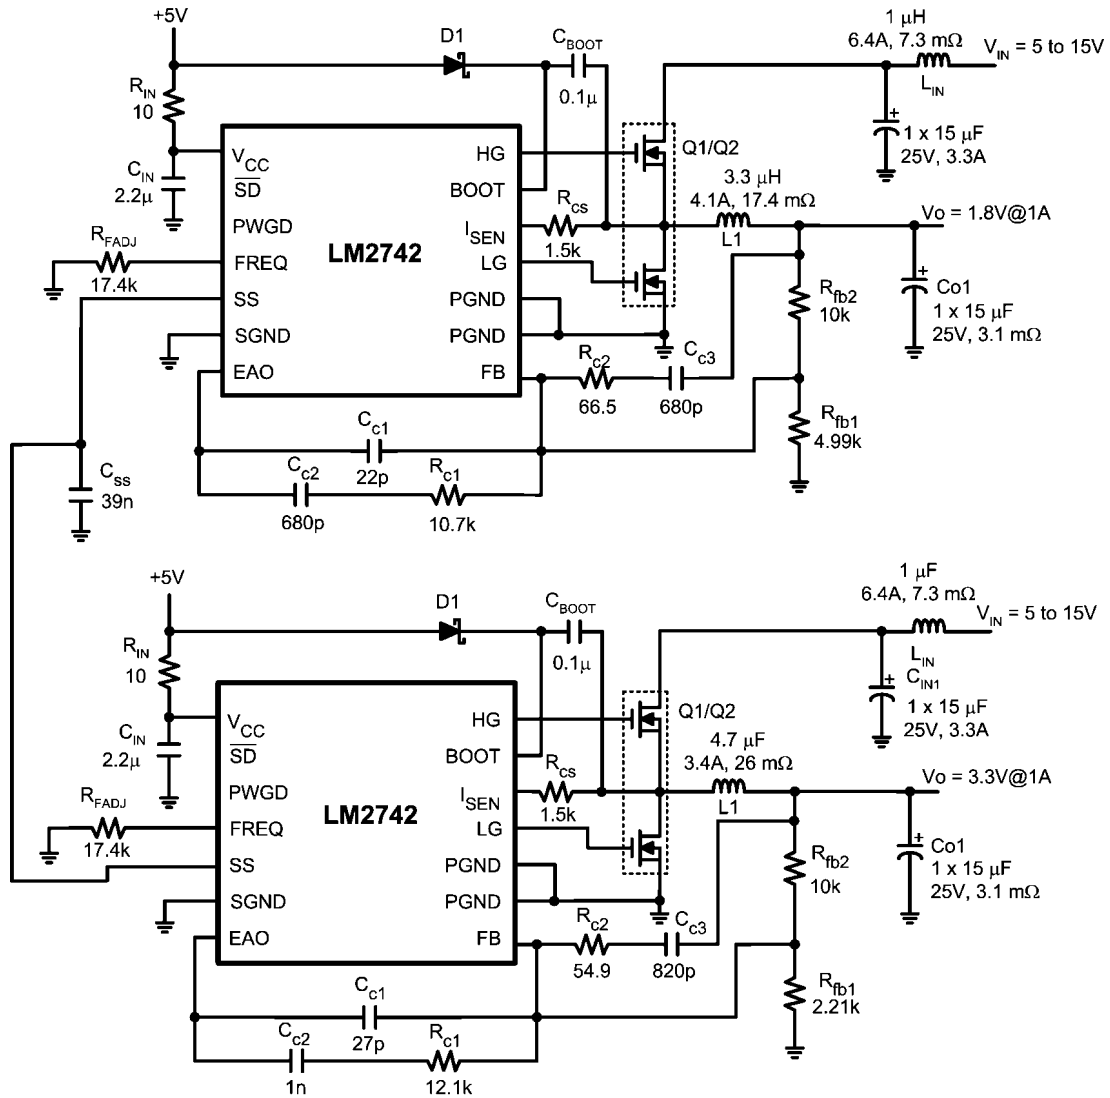 +5V
D1
C_BOOT
0.1μ
1 μH
6.4A, 7.3 mΩ
V_IN = 5 to 15V
L_IN
R_IN
10
1 x 15 μF
25V, 3.3A
+
C_IN
2.2μ
V_CC
SD
PWGD
FREQ
SS
SGND
EAO
LM2742
HG
BOOT
I_SEN
LG
PGND
PGND
FB
Q1/Q2
R_cs
1.5k
3.3 μH
4.1A, 17.4 mΩ
L1
Vo = 1.8V@1A
R_FADJ
17.4k
+
Co1
1 x 15 μF
25V, 3.1 mΩ
R_fb2
10k
R_c2
66.5
C_c3
680p
R_fb1
4.99k
C_c1
22p
C_c2
680p
R_c1
10.7k
C_ss
39n
+5V
D1
C_BOOT
0.1μ
1 μF
6.4A, 7.3 mΩ
V_IN = 5 to 15V
L_IN
C_IN1
R_IN
10
+
1 x 15 μF
25V, 3.3A
C_IN
2.2μ
V_CC
SD
PWGD
FREQ
SS
SGND
EAO
LM2742
HG
BOOT
I_SEN
LG
PGND
PGND
FB
Q1/Q2
R_cs
1.5k
4.7 μF
3.4A, 26 mΩ
L1
Vo = 3.3V@1A
R_FADJ
17.4k
+
Co1
1 x 15 μF
25V, 3.1 mΩ
R_fb2
10k
R_c2
54.9
C_c3
820p
R_fb1
2.21k
C_c1
27p
C_c2
1n
R_c1
12.1k